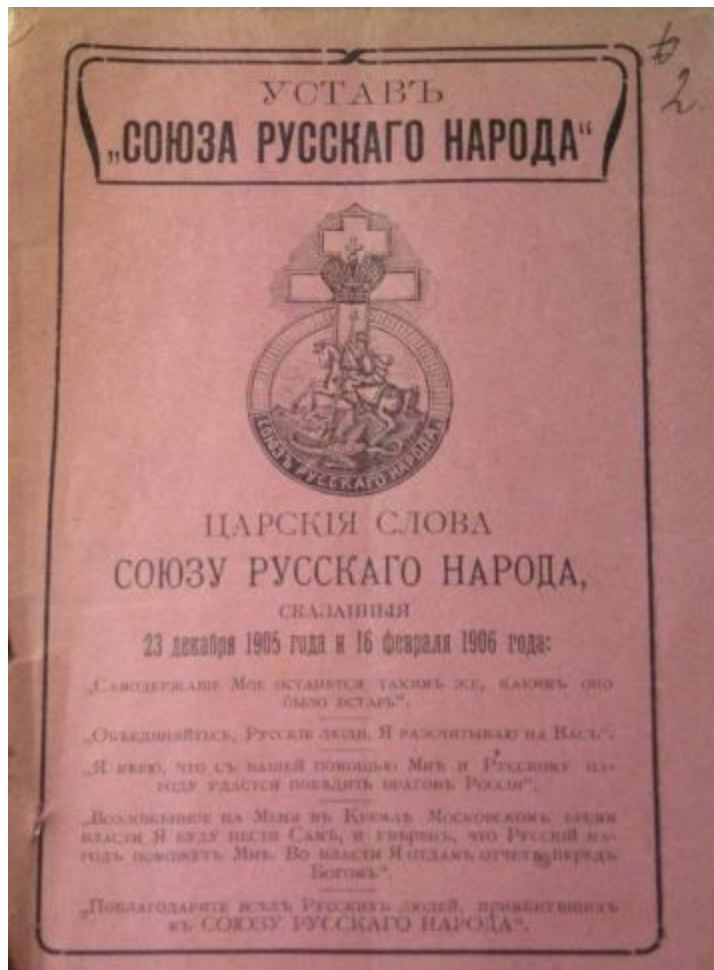 2.
УСТАВЪ
„СОЮЗА РУССКАГО НАРОДА“
СОЮЗЪ РУССКАГО НАРОДА
ЦАРСКІЯ СЛОВА
СОЮЗУ РУССКАГО НАРОДА,
СКАЗАННЫЯ
23 декабря 1905 года и 16 февраля 1906 года:
„Самодержавіе Мое останется такимъ же, какимъ оно
было встарь“.
„Объединяйтесь, Русскіе люди, Я разсчитываю на Васъ“.
„Я вѣрю, что съ вашей помощью Мнѣ и Русскому на-
роду удастся побѣдить враговъ Россіи“.
„Возложенное на Меня въ Кремлѣ Московскомъ бремя
власти Я буду нести Самъ, и увѣренъ, что Русскій на-
родъ поможетъ Мнѣ. Во власти Я отдамъ отчетъ передъ
Богомъ“.
„Поблагодарите всѣхъ Русскихъ людей, примкнувшихъ
къ СОЮЗУ РУССКАГО НАРОДА“.